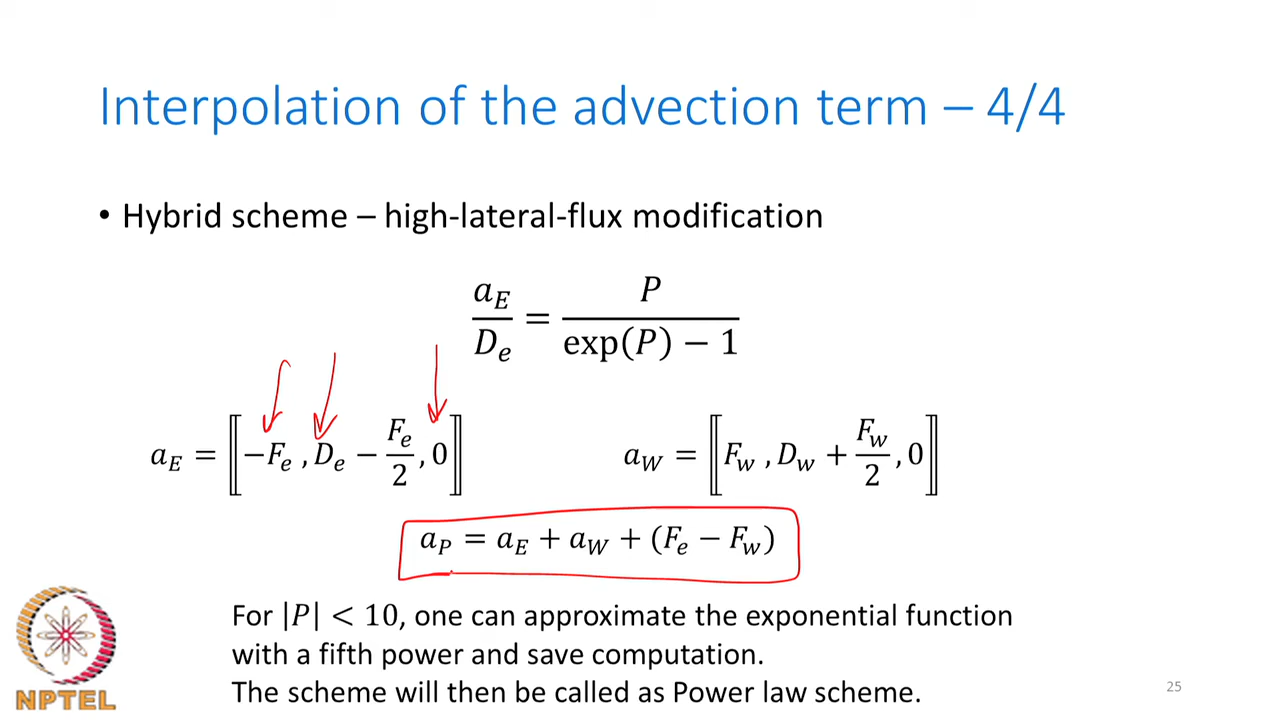 Interpolation of the advection term – 4/4
• Hybrid scheme – high-lateral-flux modification
a_E / D_e = P / (exp(P) − 1)
a_E = ⟦−F_e , D_e − F_e/2 , 0⟧ a_W = ⟦F_w , D_w + F_w/2 , 0⟧
a_P = a_E + a_W + (F_e − F_w)
For |P| < 10, one can approximate the exponential function
with a fifth power and save computation.
The scheme will then be called as Power law scheme.
NPTEL
25